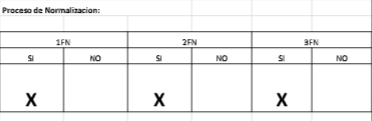 Proceso de Normalizacion:
1FN 2FN 3FN
SI NO SI NO SI NO
X X X